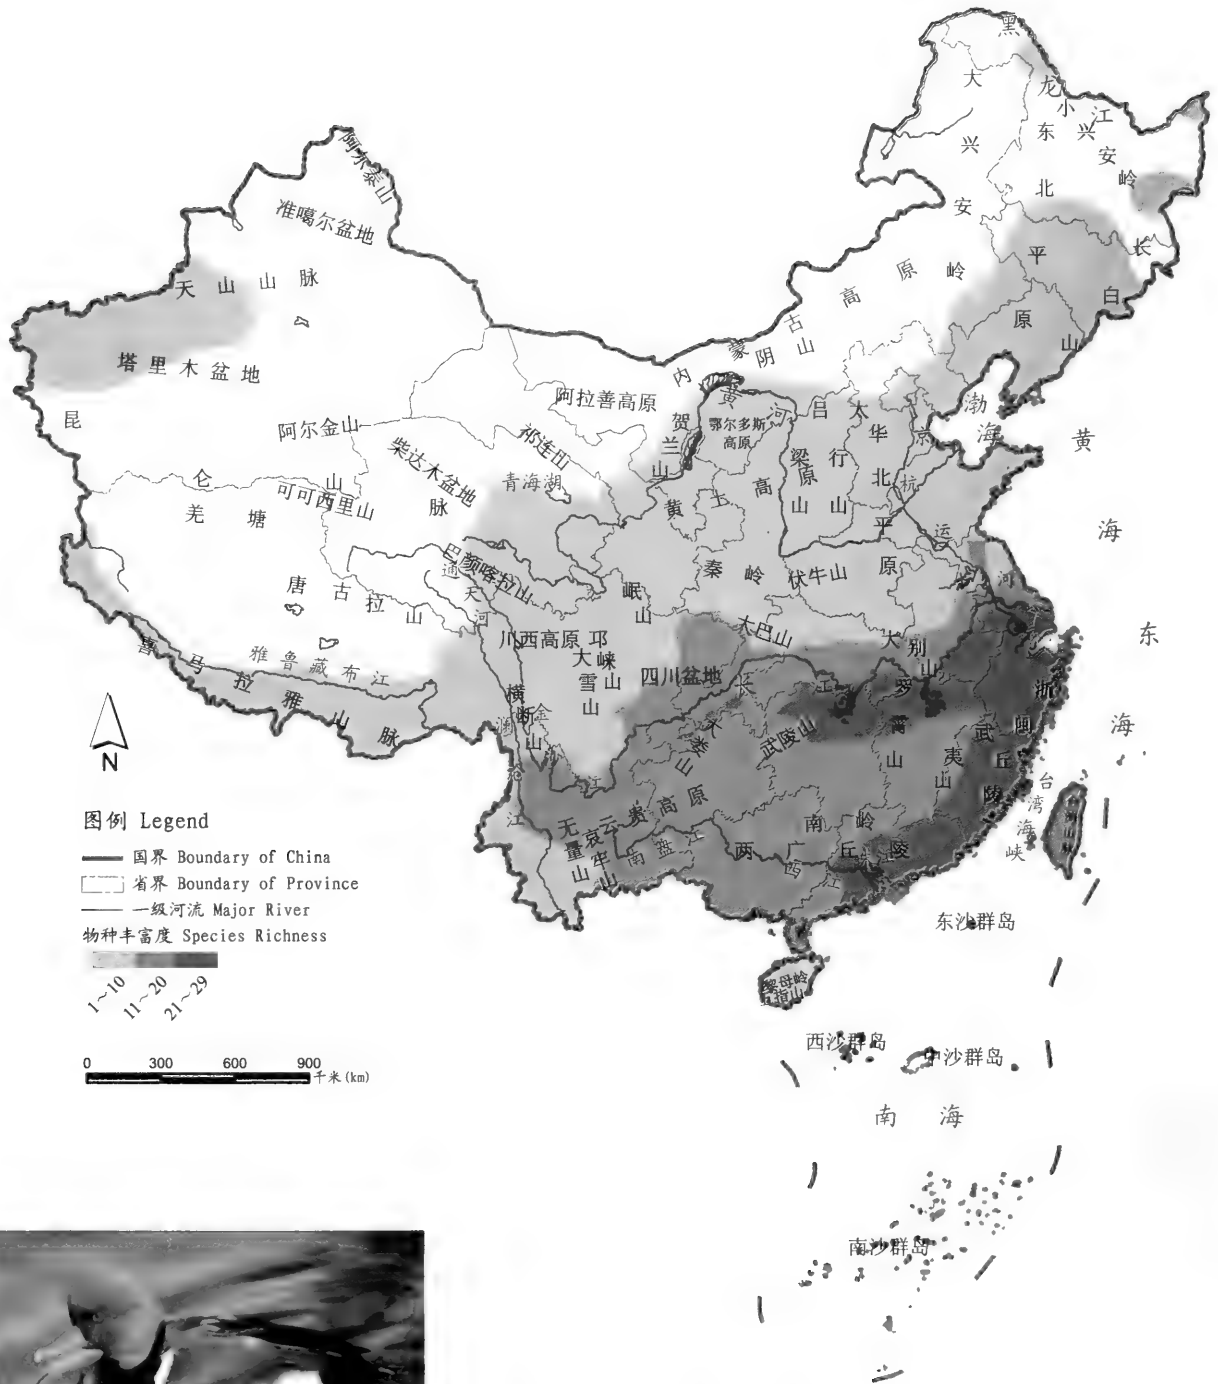 黑
龙
江
大
兴
安
岭
小
兴
安
岭
东
北
平
原
长
白
山
阿尔泰山
准噶尔盆地
天山山脉
塔里木盆地
内蒙古高原
阴山
阿拉善高原
贺兰山
黄河
鄂尔多斯
高原
吕梁山
太行山
华北平原
京杭运河
渤海
黄海
昆仑山脉
阿尔金山
祁连山
柴达木盆地
青海湖
可可西里山
羌塘
黄土高原
巴颜喀拉山
通天河
秦岭
伏牛山
唐古拉山
岷山
川西高原
邛崃山
大雪山
大巴山
大别山
四川盆地
喜马拉雅山脉
雅鲁藏布江
横断山
金
澜
江
长江
罗霄山
武陵山
大娄山
武夷山
浙闽丘陵
东海
台湾海峡
台湾山脉
云贵高原
无量山
哀牢山
南盘江
南岭
两广丘陵
西江
珠江
东沙群岛
黎母岭
五指山
西沙群岛
中沙群岛
南海
南沙群岛
N
图例 Legend
国界 Boundary of China
省界 Boundary of Province
一级河流 Major River
物种丰富度 Species Richness
1~10
11~20
21~29
0 300 600 900
千米(km)